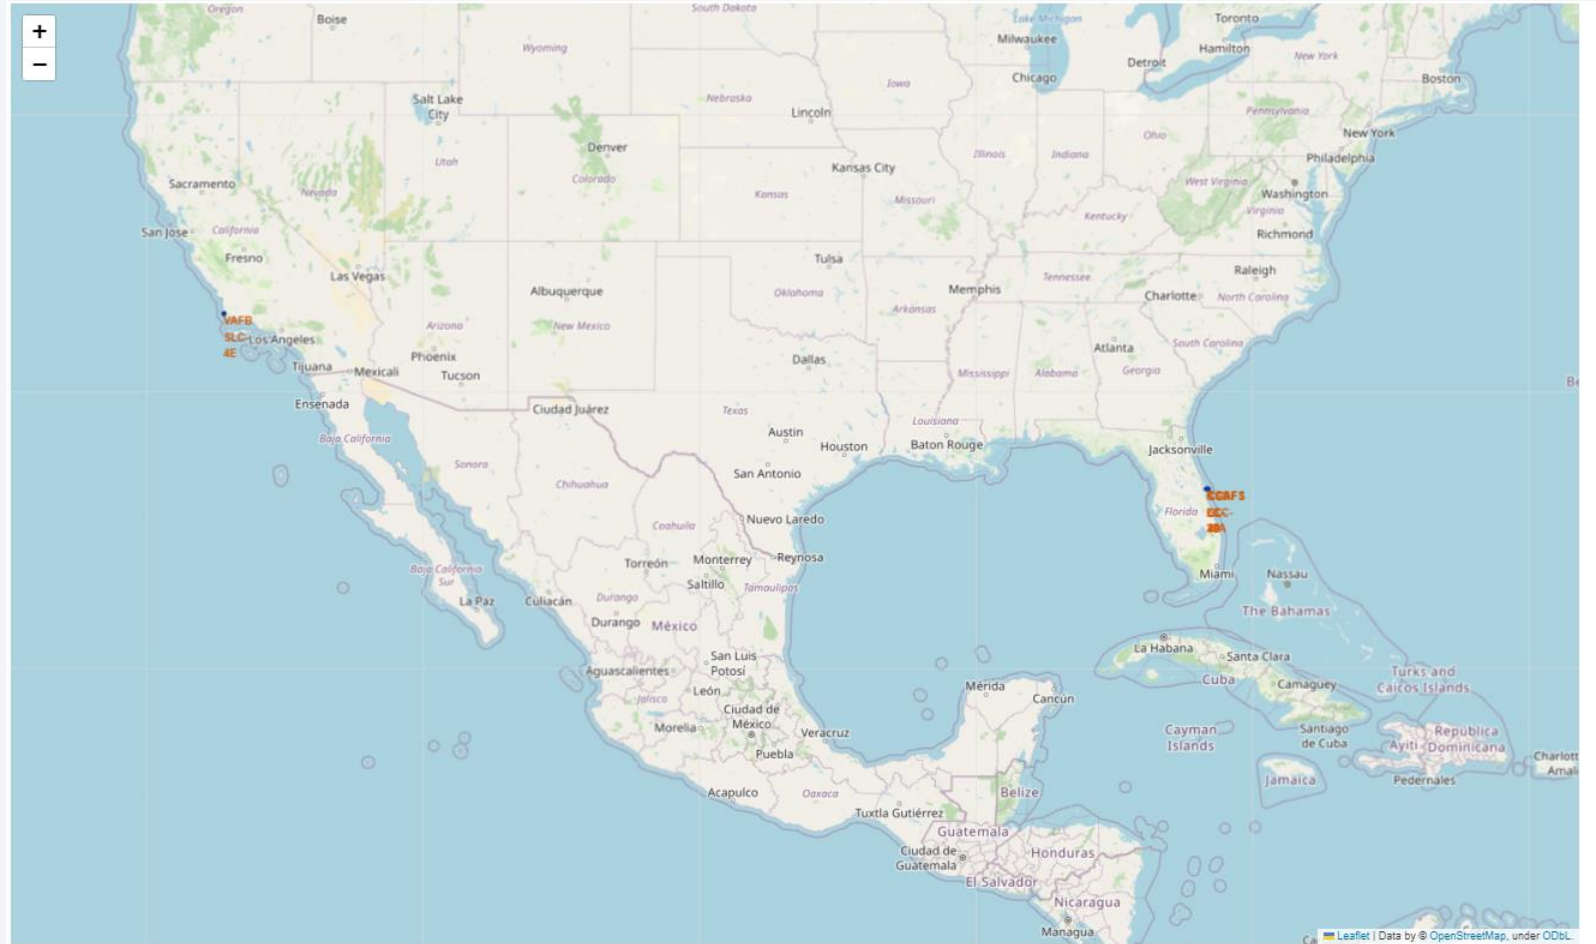 +
−
Oregon
Boise
South Dakota
Lake Michigan
Toronto
Milwaukee
Hamilton
Wyoming
New York
Detroit
Chicago
Boston
Iowa
Salt Lake
City
Nebraska
Lincoln
Pennsylvania
New York
Ohio
Denver
Illinois
Indiana
Philadelphia
Utah
Kansas City
Colorado
Sacramento
West Virginia
Nevada
Kansas
Missouri
Washington
Virginia
Kentucky
San Jose
California
Richmond
Fresno
Tulsa
Raleigh
Las Vegas
Tennessee
Albuquerque
Oklahoma
Memphis
Charlotte
North Carolina
Arkansas
VAFB
SLC-
4E
Los Angeles
Arizona
New Mexico
South Carolina
Atlanta
Phoenix
Dallas
Tijuana
Mexicali
Tucson
Mississippi
Alabama
Georgia
Ensenada
Ciudad Juárez
Texas
Louisiana
Austin
Baja California
Houston
Baton Rouge
Jacksonville
Sonora
San Antonio
Chihuahua
Florida
Nuevo Laredo
Coahuila
Torreón
Monterrey
Reynosa
Baja California
Sur
Saltillo
Tamaulipas
Miami
Nassau
La Paz
Culiacán
Durango
The Bahamas
Durango
México
La Habana
San Luis
Potosí
Santa Clara
Aguascalientes
Cuba
Turks and
Caicos Islands
León
Mérida
Camagüey
Jalisco
Cancún
Ciudad de
México
Morelia
Veracruz
Cayman
Islands
Santiago
de Cuba
República
Dominicana
Ayiti
Puebla
Jamaica
Pedernales
Acapulco
Oaxaca
Belize
Tuxtla Gutiérrez
Guatemala
Ciudad de
Guatemala
Honduras
El Salvador
Nicaragua
Managua
Leaflet | Data by © OpenStreetMap, under ODbL.